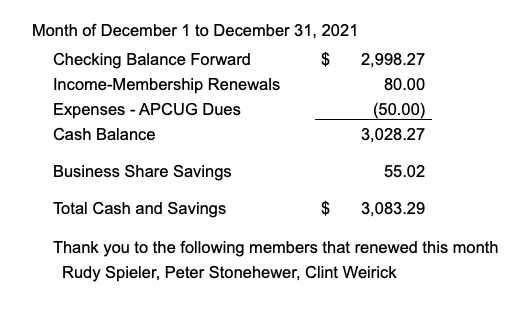 Month of December 1 to December 31, 2021
Checking Balance Forward $ 2,998.27
Income-Membership Renewals 80.00
Expenses - APCUG Dues (50.00)
Cash Balance 3,028.27
Business Share Savings 55.02
Total Cash and Savings $ 3,083.29
Thank you to the following members that renewed this month
Rudy Spieler, Peter Stonehewer, Clint Weirick